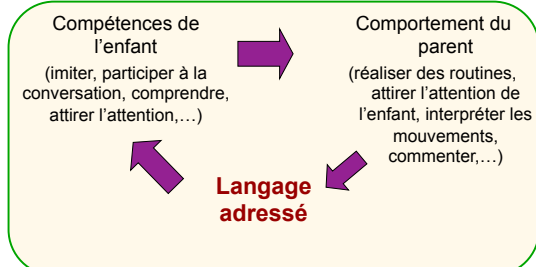 Compétences de
l’enfant
(imiter, participer à la
conversation, comprendre,
attirer l’attention,…)
Comportement du
parent
(réaliser des routines,
attirer l’attention de
l’enfant, interpréter les
mouvements,
commenter,…)
Langage
adressé